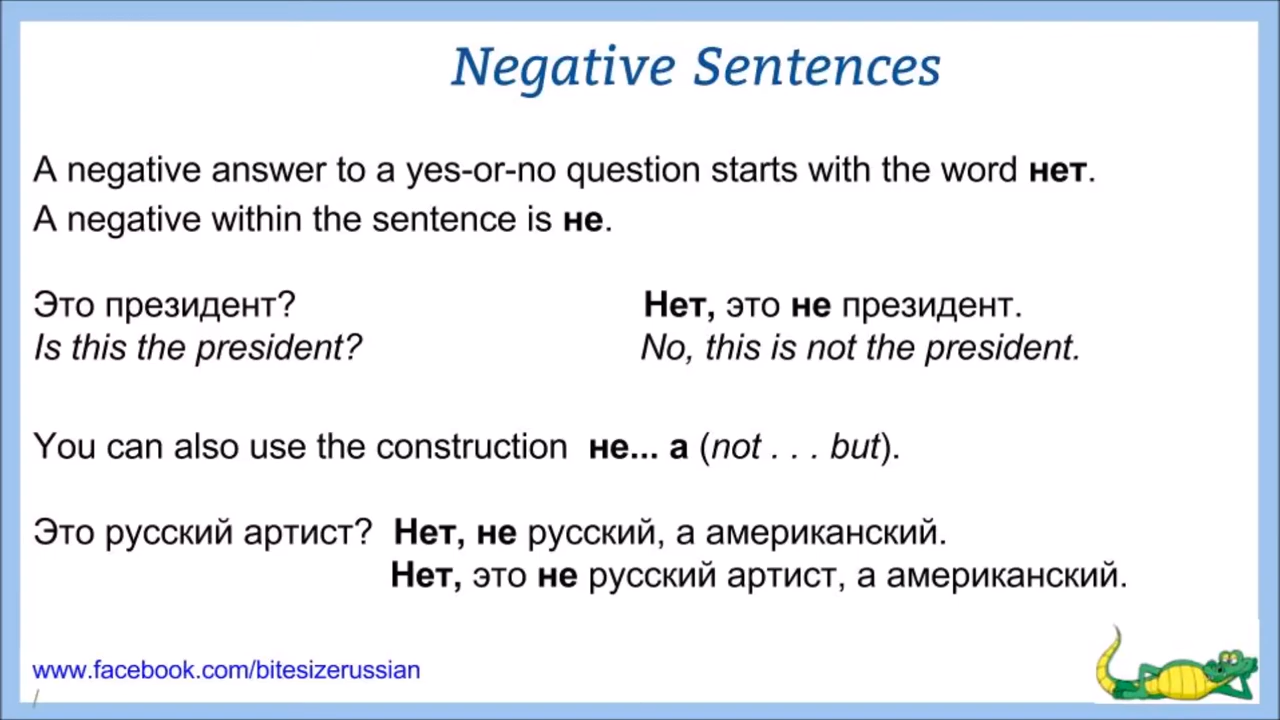 Negative Sentences
A negative answer to a yes-or-no question starts with the word нет.
A negative within the sentence is не.
Это президент? Нет, это не президент.
Is this the president? No, this is not the president.
You can also use the construction не... а (not . . . but).
Это русский артист? Нет, не русский, а американский.
Нет, это не русский артист, а американский.
www.facebook.com/bitesizerussian
/